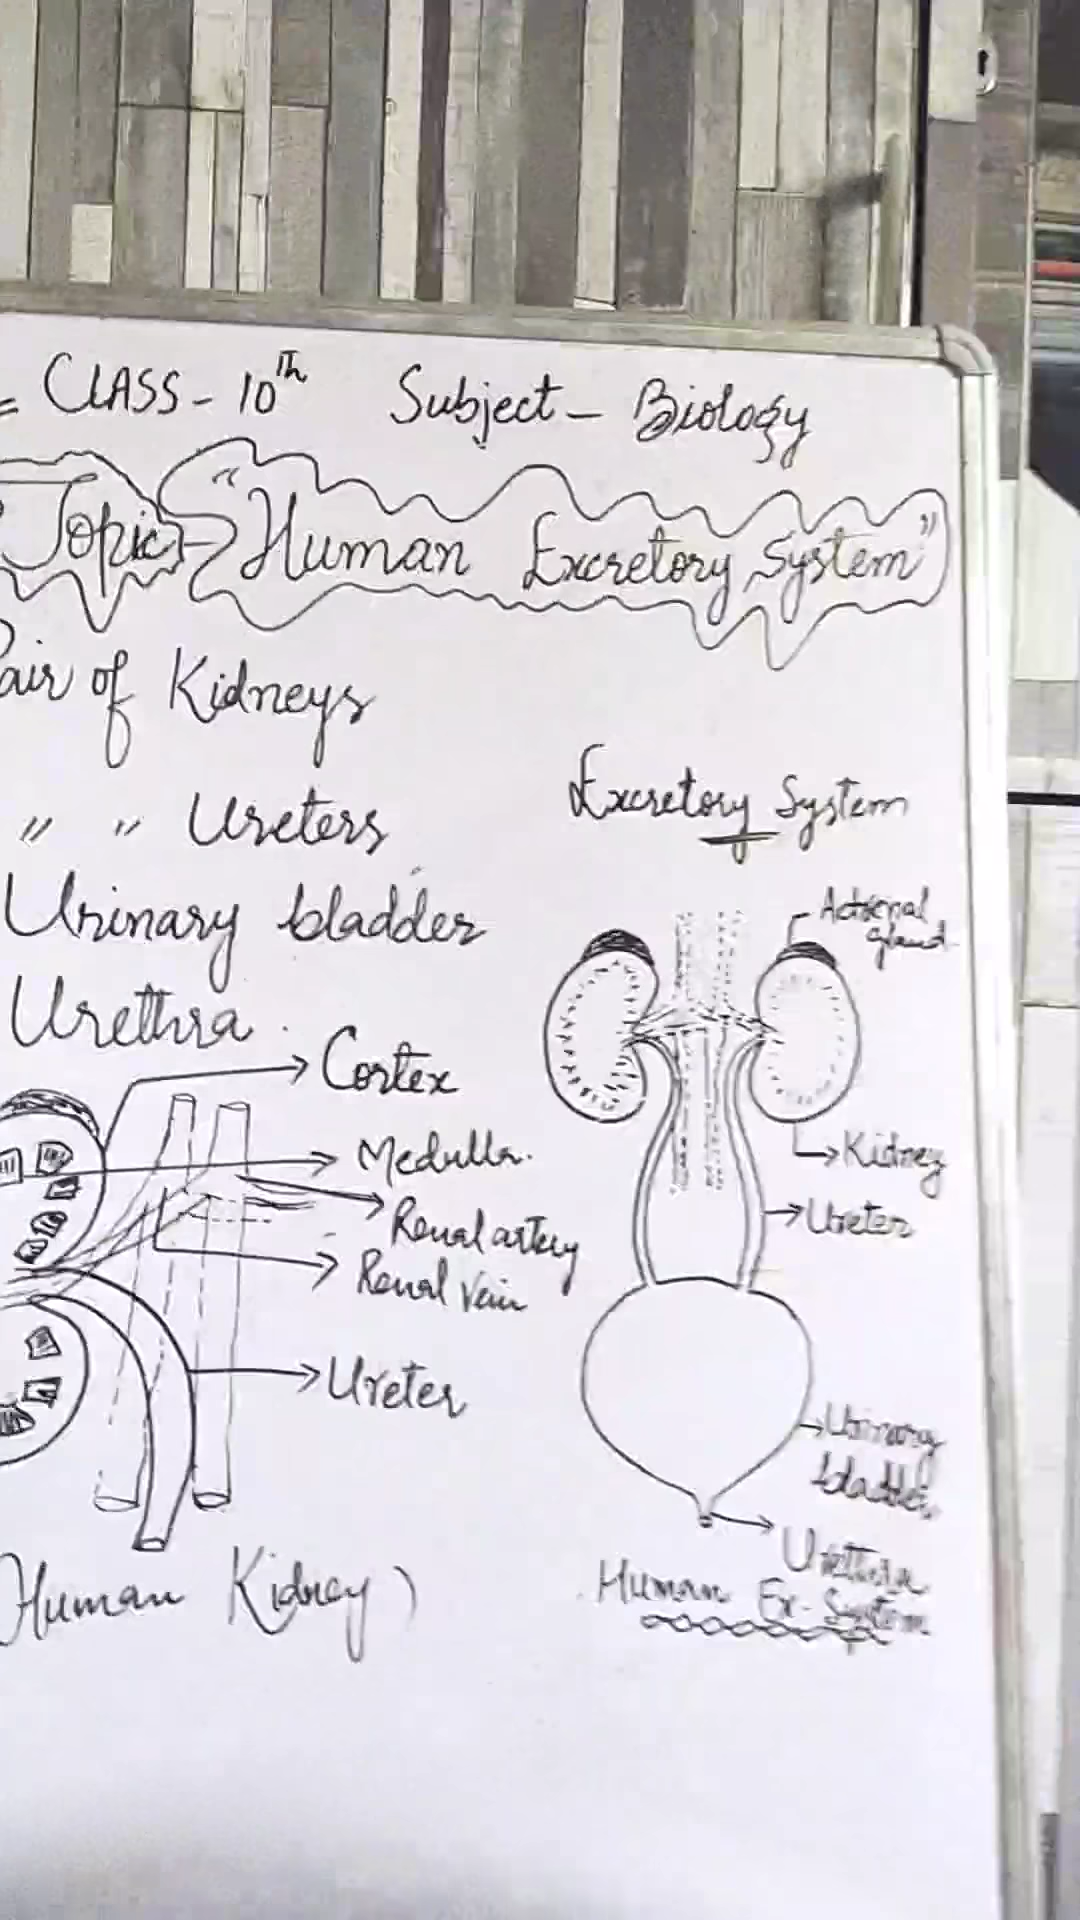 = CLASS - 10th Subject - Biology
Topic - "Human Excretory System"
Pair of Kidneys
" " Ureters
Urinary bladder
Urethra
Cortex
Medulla.
Renal artery
Renal Vein
Ureter
(Human Kidney)
Excretory System
Adrenal
gland
Kidney
Ureter
Urinary
bladder
Urethra
Human Ex. System